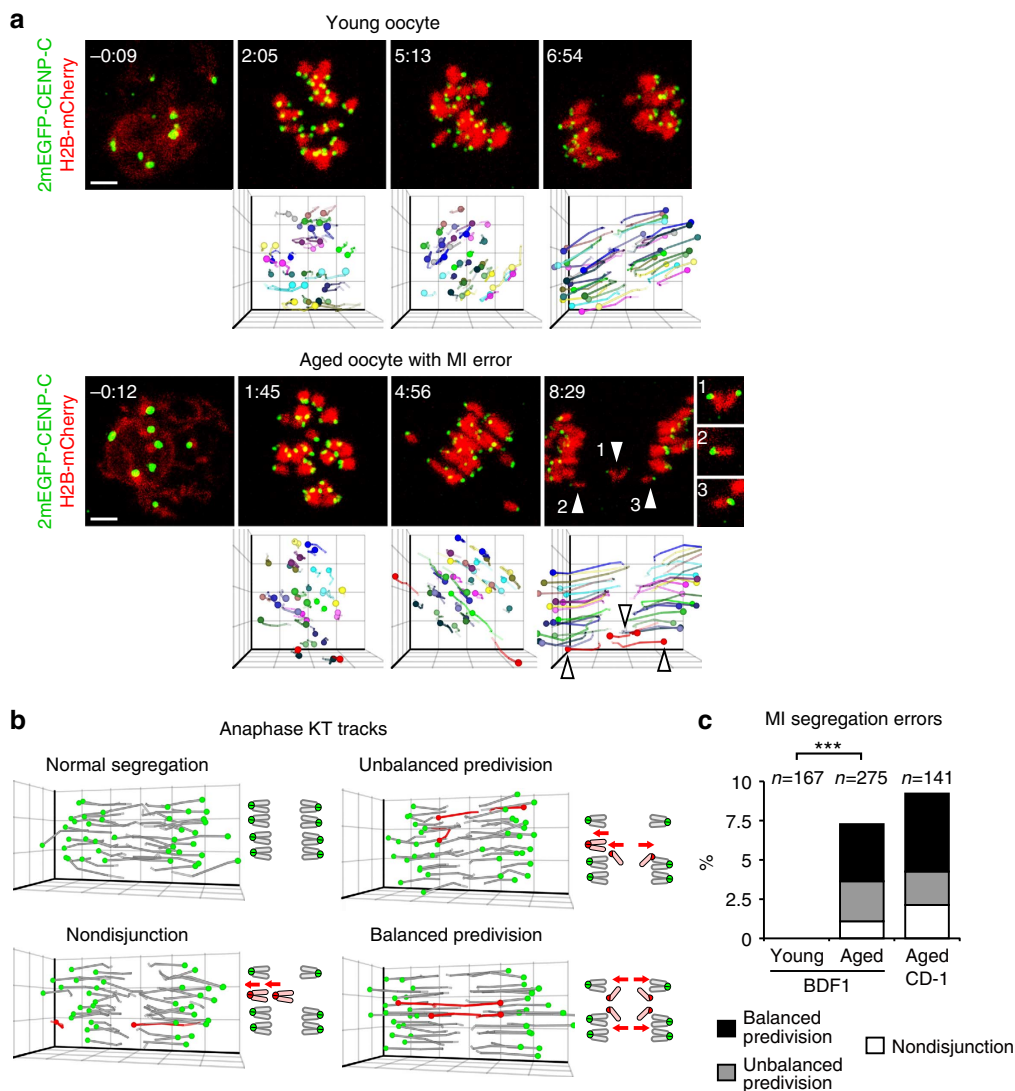 a
Young oocyte
2mEGFP-CENP-C
H2B-mCherry
–0:09
2:05
5:13
6:54
Aged oocyte with MI error
2mEGFP-CENP-C
H2B-mCherry
–0:12
1:45
4:56
8:29
1
2
3
1
2
3
b
Anaphase KT tracks
Normal segregation
Unbalanced predivision
Nondisjunction
Balanced predivision
c
MI segregation errors
***
n=167
n=275
n=141
10
7.5
5
2.5
0
%
Young
Aged
Aged
BDF1
CD-1
Balanced predivision
Unbalanced predivision
Nondisjunction